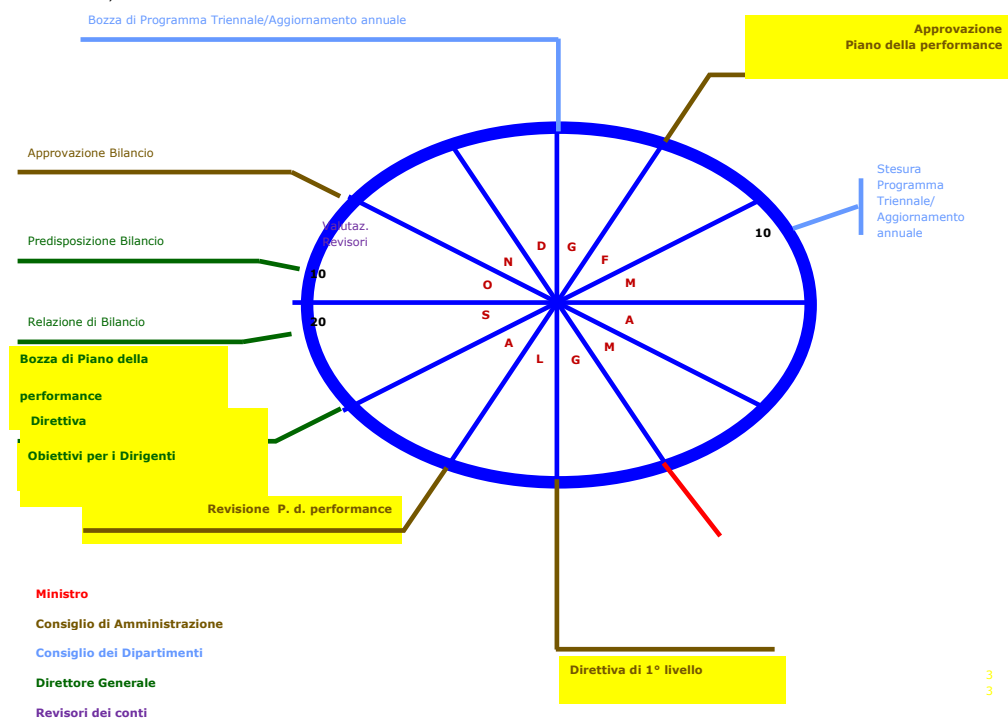 Bozza di Programma Triennale/Aggiornamento annuale
Approvazione
Piano della performance
Approvazione Bilancio
Stesura
Programma
Triennale/
Aggiornamento
annuale
Valutaz.
Revisori
10
Predisposizione Bilancio
10
D
G
N
F
O
M
Relazione di Bilancio
20
S
A
A
M
L
G
Bozza di Piano della
performance
Direttiva
Obiettivi per i Dirigenti
Revisione P. d. performance
Ministro
Consiglio di Amministrazione
Consiglio dei Dipartimenti
Direttore Generale
Revisori dei conti
Direttiva di 1° livello
3
3